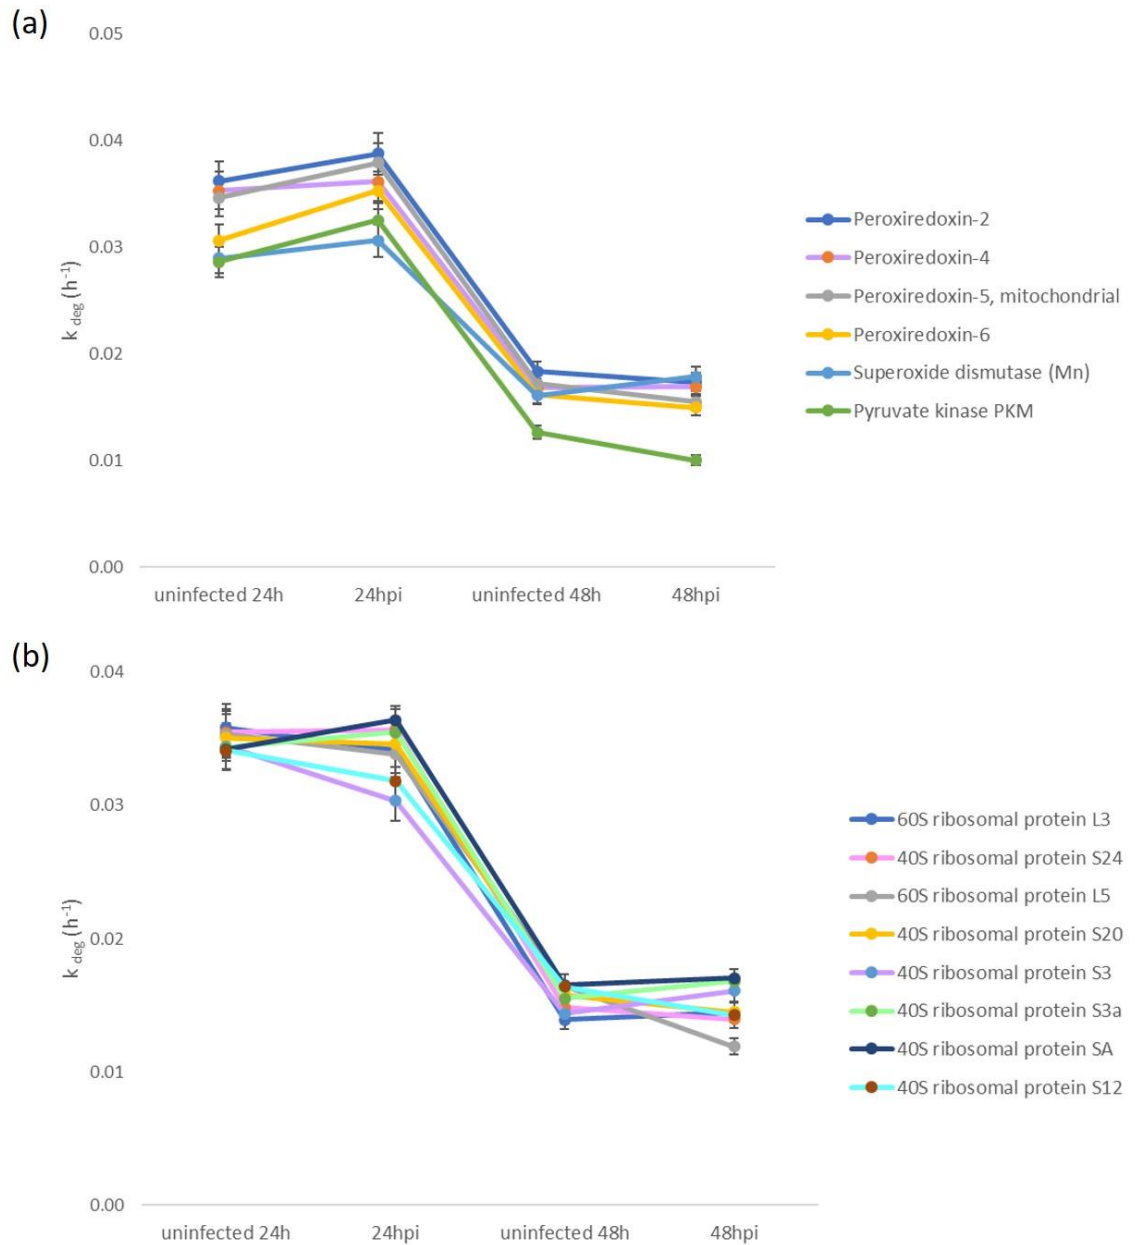 (a)
0.05
0.04
0.03
0.02
0.01
0.00
k deg (h⁻¹)
uninfected 24h
24hpi
uninfected 48h
48hpi
Peroxiredoxin-2
Peroxiredoxin-4
Peroxiredoxin-5, mitochondrial
Peroxiredoxin-6
Superoxide dismutase (Mn)
Pyruvate kinase PKM
(b)
0.04
0.03
0.02
0.01
0.00
k deg (h⁻¹)
uninfected 24h
24hpi
uninfected 48h
48hpi
60S ribosomal protein L3
40S ribosomal protein S24
60S ribosomal protein L5
40S ribosomal protein S20
40S ribosomal protein S3
40S ribosomal protein S3a
40S ribosomal protein SA
40S ribosomal protein S12